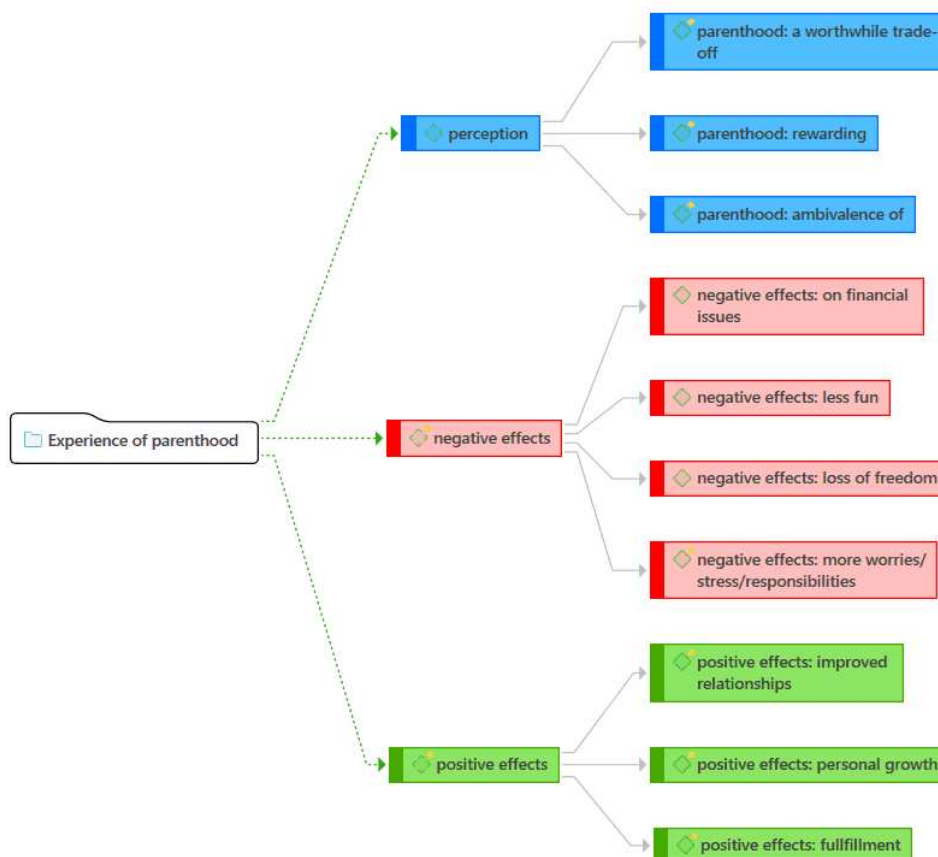 parenthood: a worthwhile trade-
off
perception
parenthood: rewarding
parenthood: ambivalence of
negative effects: on financial
issues
negative effects: less fun
Experience of parenthood
negative effects
negative effects: loss of freedom
negative effects: more worries/
stress/responsibilities
positive effects: improved
relationships
positive effects
positive effects: personal growth
positive effects: fullfillment